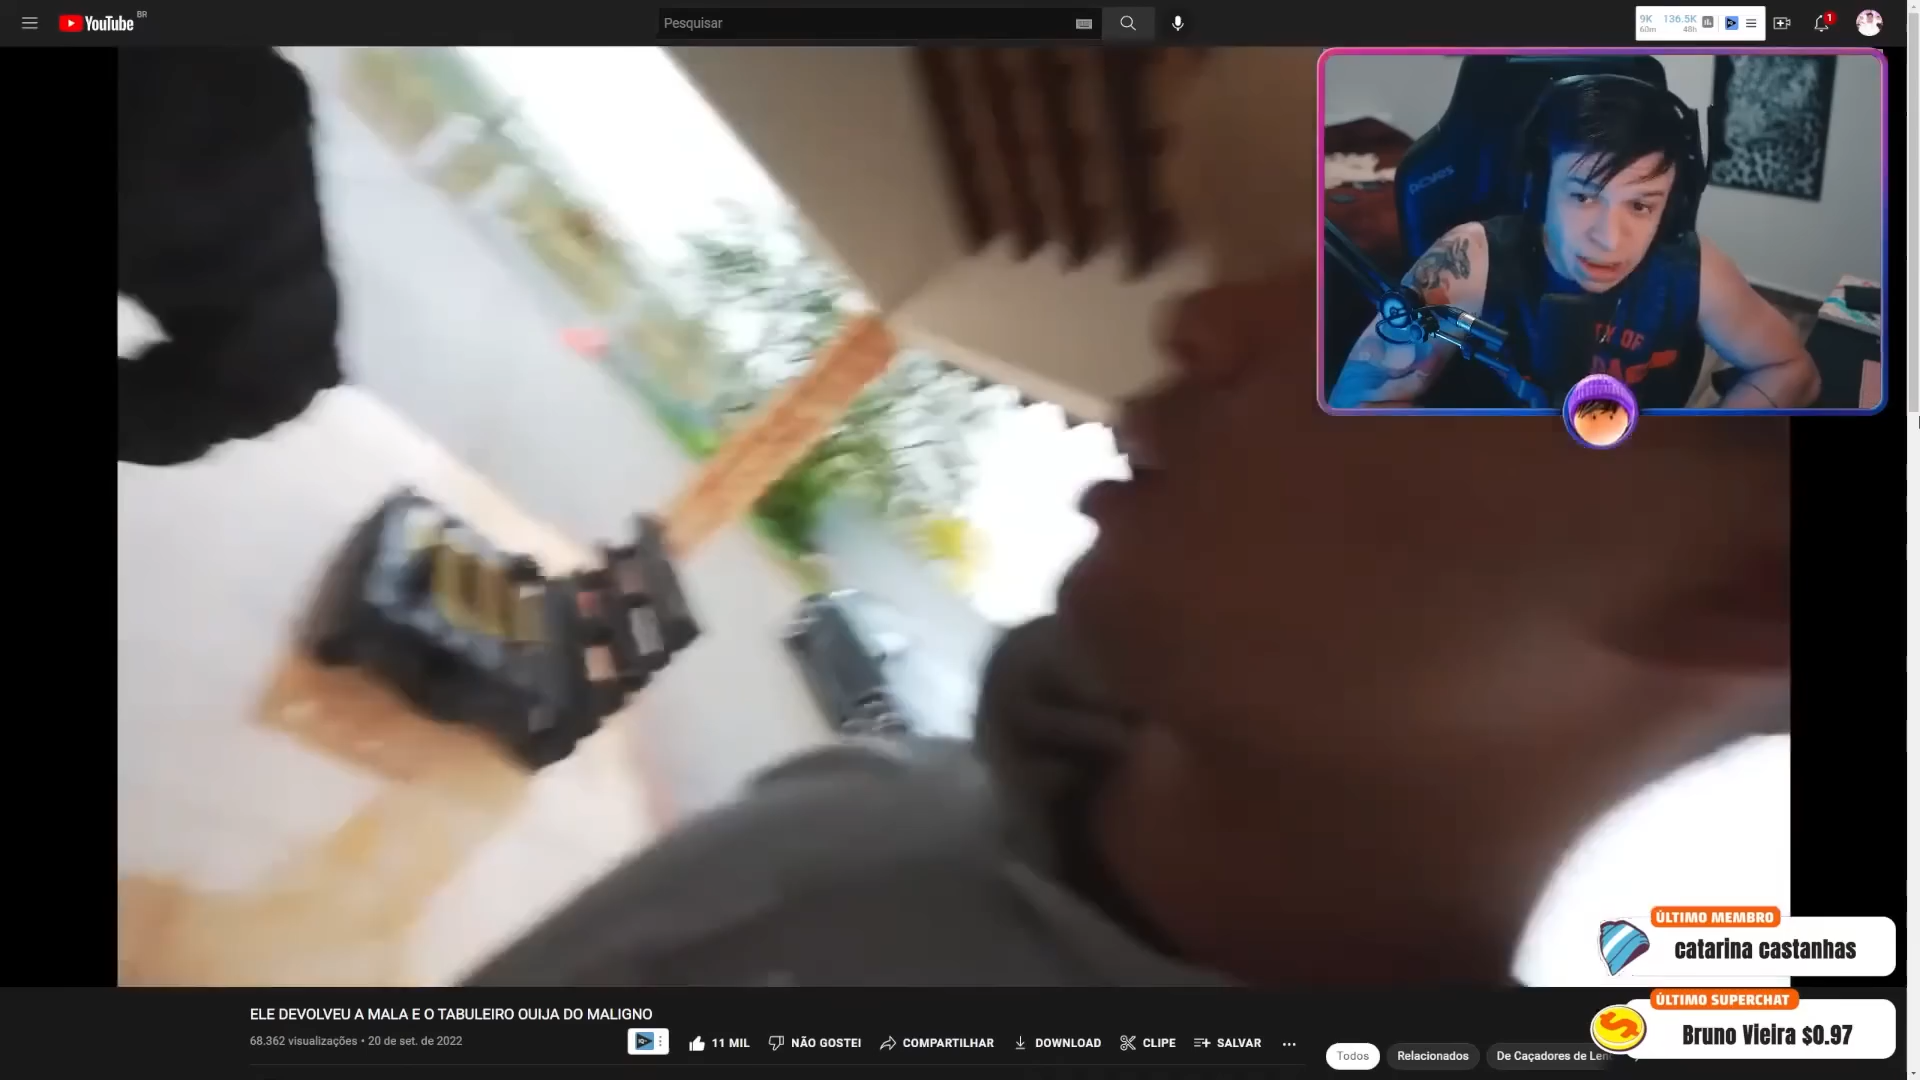 YouTube BR
Pesquisar
9K 136.5K
60m 48h
1
ÚLTIMO MEMBRO
catarina castanhas
ÚLTIMO SUPERCHAT
Bruno Vieira $0.97
ELE DEVOLVEU A MALA E O TABULEIRO OUIJA DO MALIGNO
68.362 visualizações • 20 de set. de 2022
11 MIL NÃO GOSTEI COMPARTILHAR DOWNLOAD CLIPE SALVAR
Todos Relacionados De Caçadores de